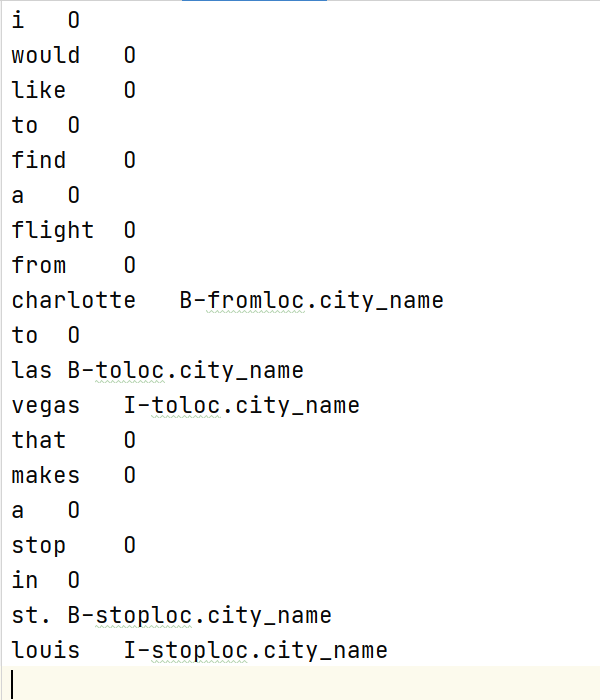 i	O
would	O
like	O
to	O
find	O
a	O
flight	O
from	O
charlotte	B-fromloc.city_name
to	O
las	B-toloc.city_name
vegas	I-toloc.city_name
that	O
makes	O
a	O
stop	O
in	O
st.	B-stoploc.city_name
louis	I-stoploc.city_name